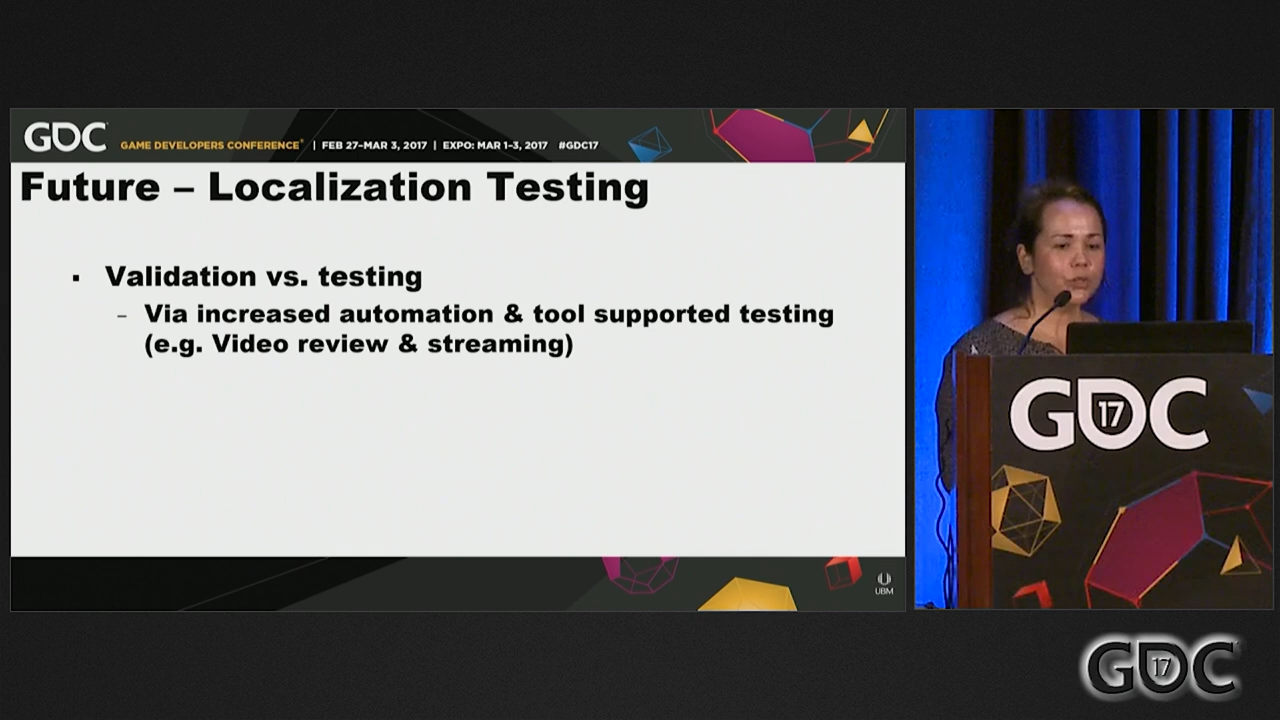 GDC
GAME DEVELOPERS CONFERENCE® | FEB 27–MAR 3, 2017 | EXPO: MAR 1–3, 2017 #GDC17
Future – Localization Testing
▪ Validation vs. testing
– Via increased automation & tool supported testing
(e.g. Video review & streaming)
UBM
GDC
17
GDC
17